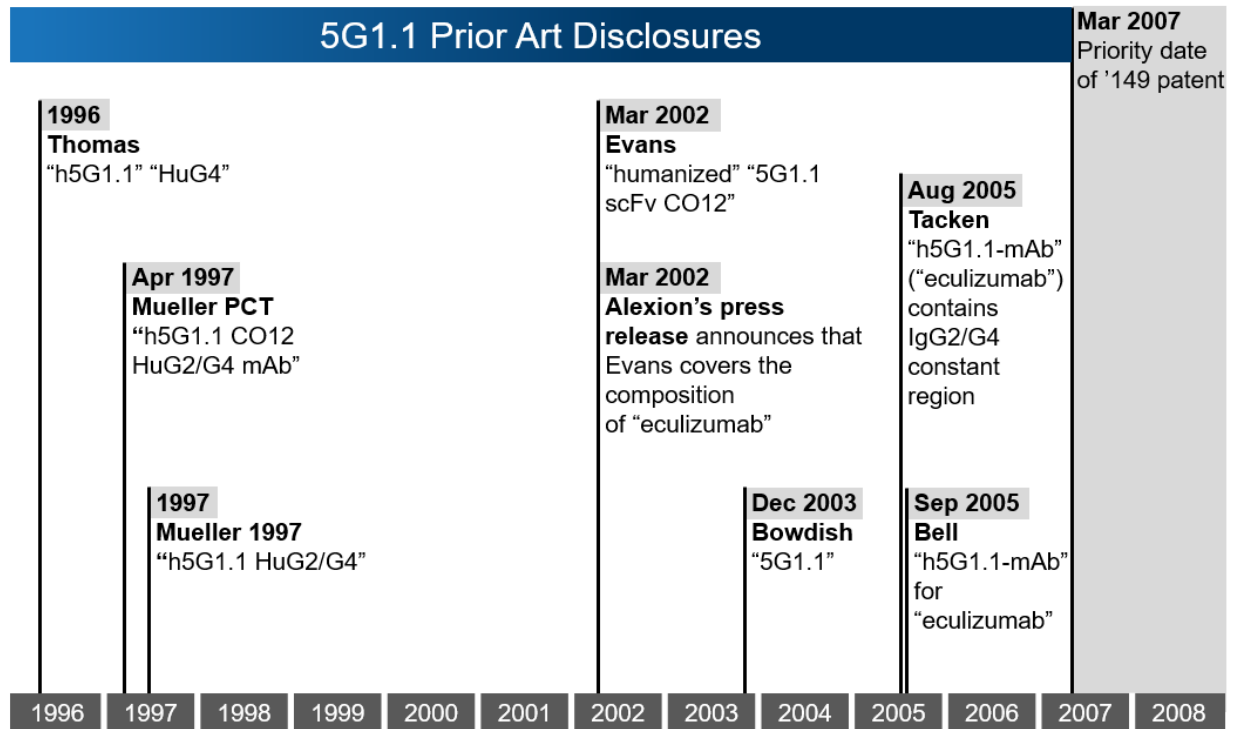 5G1.1 Prior Art Disclosures
Mar 2007
Priority date
of ’149 patent
1996
Thomas
“h5G1.1” “HuG4”
Apr 1997
Mueller PCT
“h5G1.1 CO12
HuG2/G4 mAb”
1997
Mueller 1997
“h5G1.1 HuG2/G4”
Mar 2002
Evans
“humanized” “5G1.1
scFv CO12”
Mar 2002
Alexion’s press
release announces that
Evans covers the
composition
of “eculizumab”
Dec 2003
Bowdish
“5G1.1”
Aug 2005
Tacken
“h5G1.1-mAb”
(“eculizumab”)
contains
IgG2/G4
constant
region
Sep 2005
Bell
“h5G1.1-mAb”
for
“eculizumab”
1996 1997 1998 1999 2000 2001 2002 2003 2004 2005 2006 2007 2008